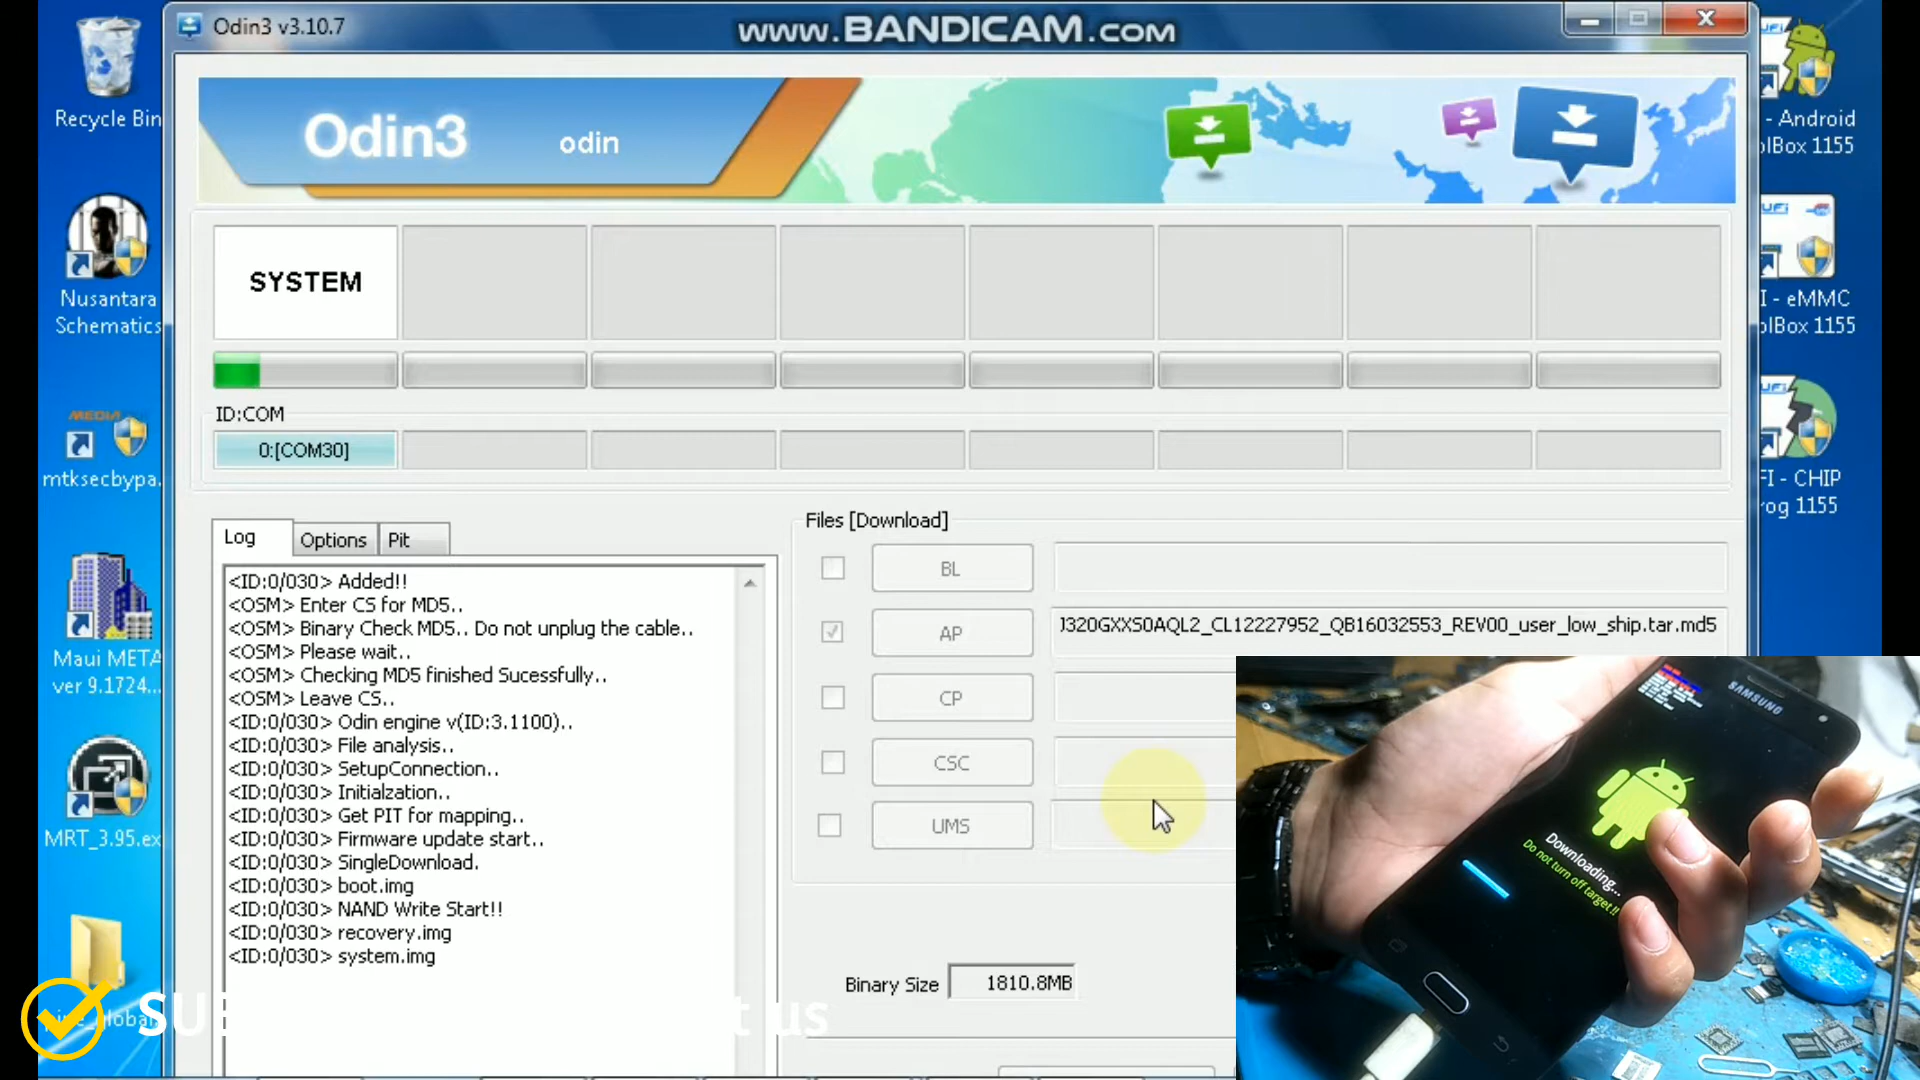 Odin3 v3.10.7
www.BANDICAM.com
Recycle Bin
Odin3
odin
- Android
olBox 1155
SYSTEM
Nusantara
Schematics
I - eMMC
olBox 1155
ID:COM
0:[COM30]
mtksecbypa.
FI - CHIP
rog 1155
Log
Options
Pit
Files [Download]
<ID:0/030> Added!!
<OSM> Enter CS for MD5..
<OSM> Binary Check MD5.. Do not unplug the cable..
<OSM> Please wait..
<OSM> Checking MD5 finished Sucessfully..
<OSM> Leave CS..
<ID:0/030> Odin engine v(ID:3.1100)..
<ID:0/030> File analysis..
<ID:0/030> SetupConnection..
<ID:0/030> Initialzation..
<ID:0/030> Get PIT for mapping..
<ID:0/030> Firmware update start..
<ID:0/030> SingleDownload.
<ID:0/030> boot.img
<ID:0/030> NAND Write Start!!
<ID:0/030> recovery.img
<ID:0/030> system.img
BL
AP
J320GXXS0AQL2_CL12227952_QB16032553_REV00_user_low_ship.tar.md5
CP
CSC
UMS
Maui META
ver 9.1724...
MRT_3.95.ex
Binary Size
1810.8MB
SAMSUNG
Downloading...
Do not turn off target !!
t us